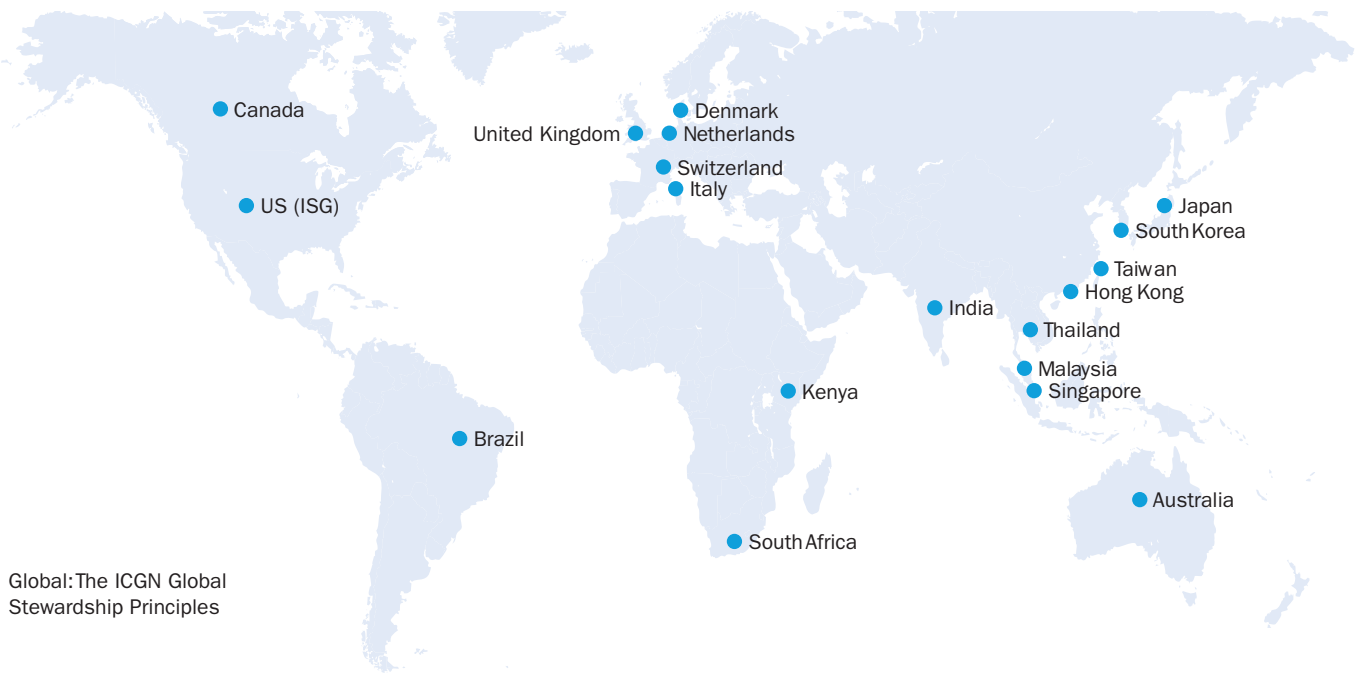 Canada
Denmark
United Kingdom
Netherlands
Switzerland
Italy
US (ISG)
Japan
South Korea
Taiwan
Hong Kong
India
Thailand
Malaysia
Singapore
Kenya
Brazil
Australia
South Africa
Global: The ICGN Global
Stewardship Principles